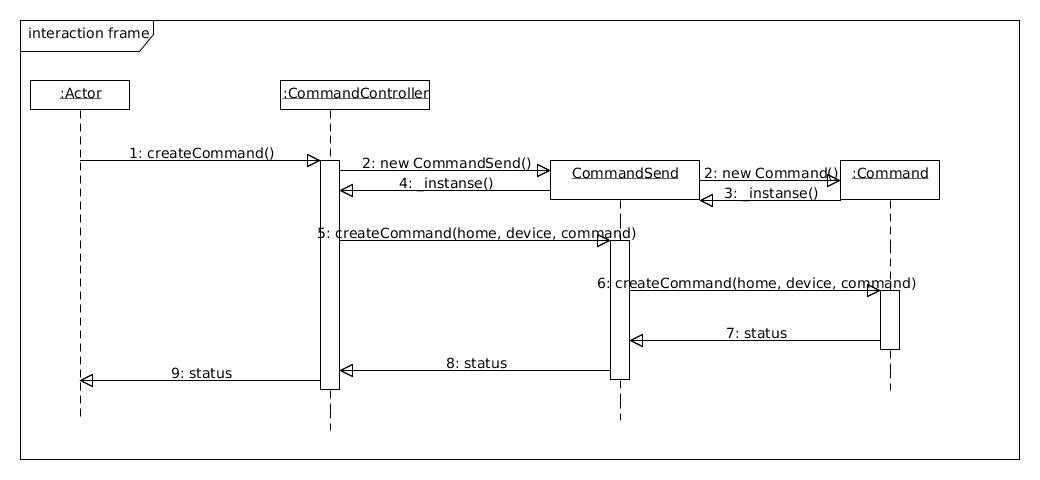 interaction frame
:Actor
:CommandController
1: createCommand()
2: new CommandSend()
CommandSend
2: new Command()
:Command
4: _instanse()
3: _instanse()
5: createCommand(home, device, command)
6: createCommand(home, device, command)
7: status
8: status
9: status